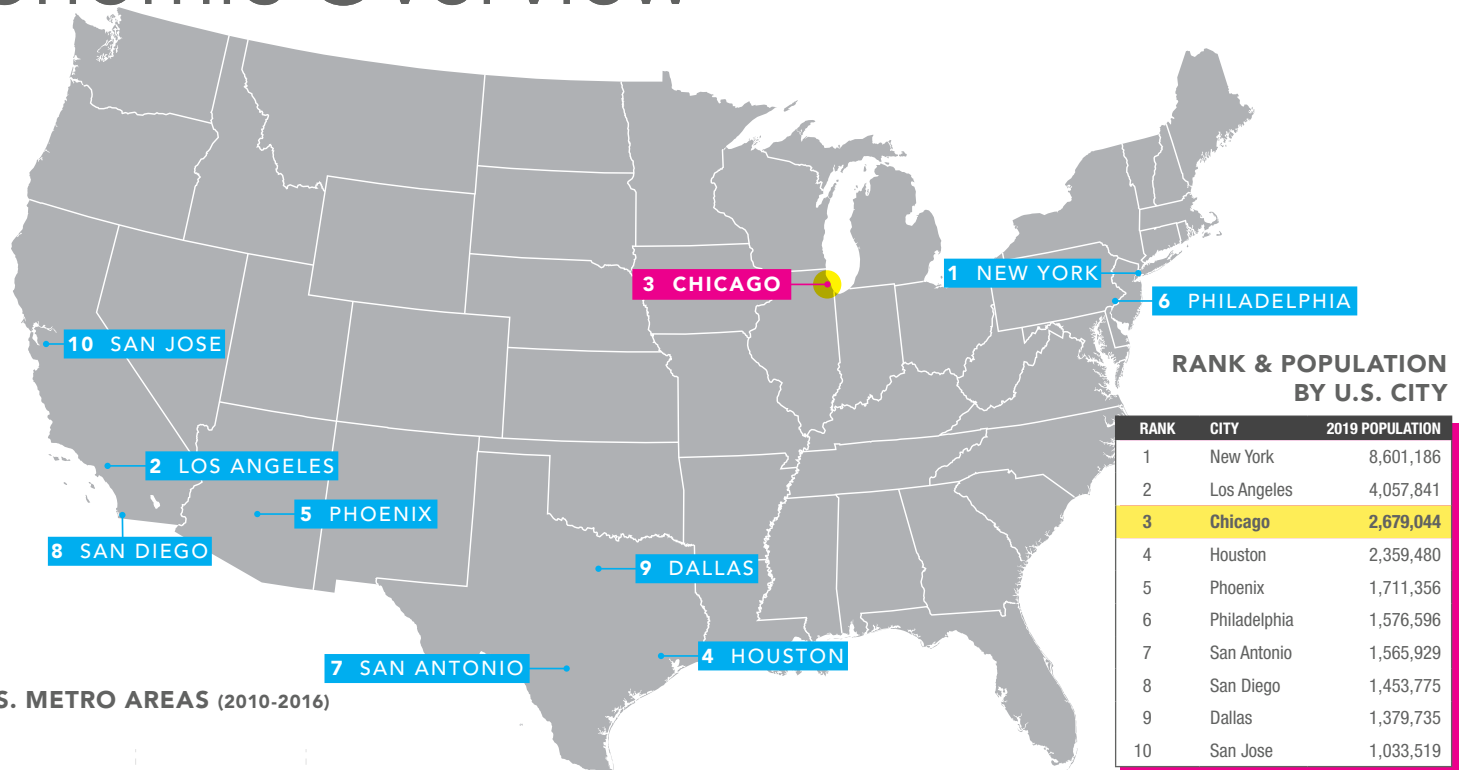 3 CHICAGO
1 NEW YORK
6 PHILADELPHIA
10 SAN JOSE
2 LOS ANGELES
5 PHOENIX
8 SAN DIEGO
9 DALLAS
4 HOUSTON
7 SAN ANTONIO
RANK & POPULATION
BY U.S. CITY
RANK CITY 2019 POPULATION
1 New York 8,601,186
2 Los Angeles 4,057,841
3 Chicago 2,679,044
4 Houston 2,359,480
5 Phoenix 1,711,356
6 Philadelphia 1,576,596
7 San Antonio 1,565,929
8 San Diego 1,453,775
9 Dallas 1,379,735
10 San Jose 1,033,519
S. METRO AREAS (2010-2016)